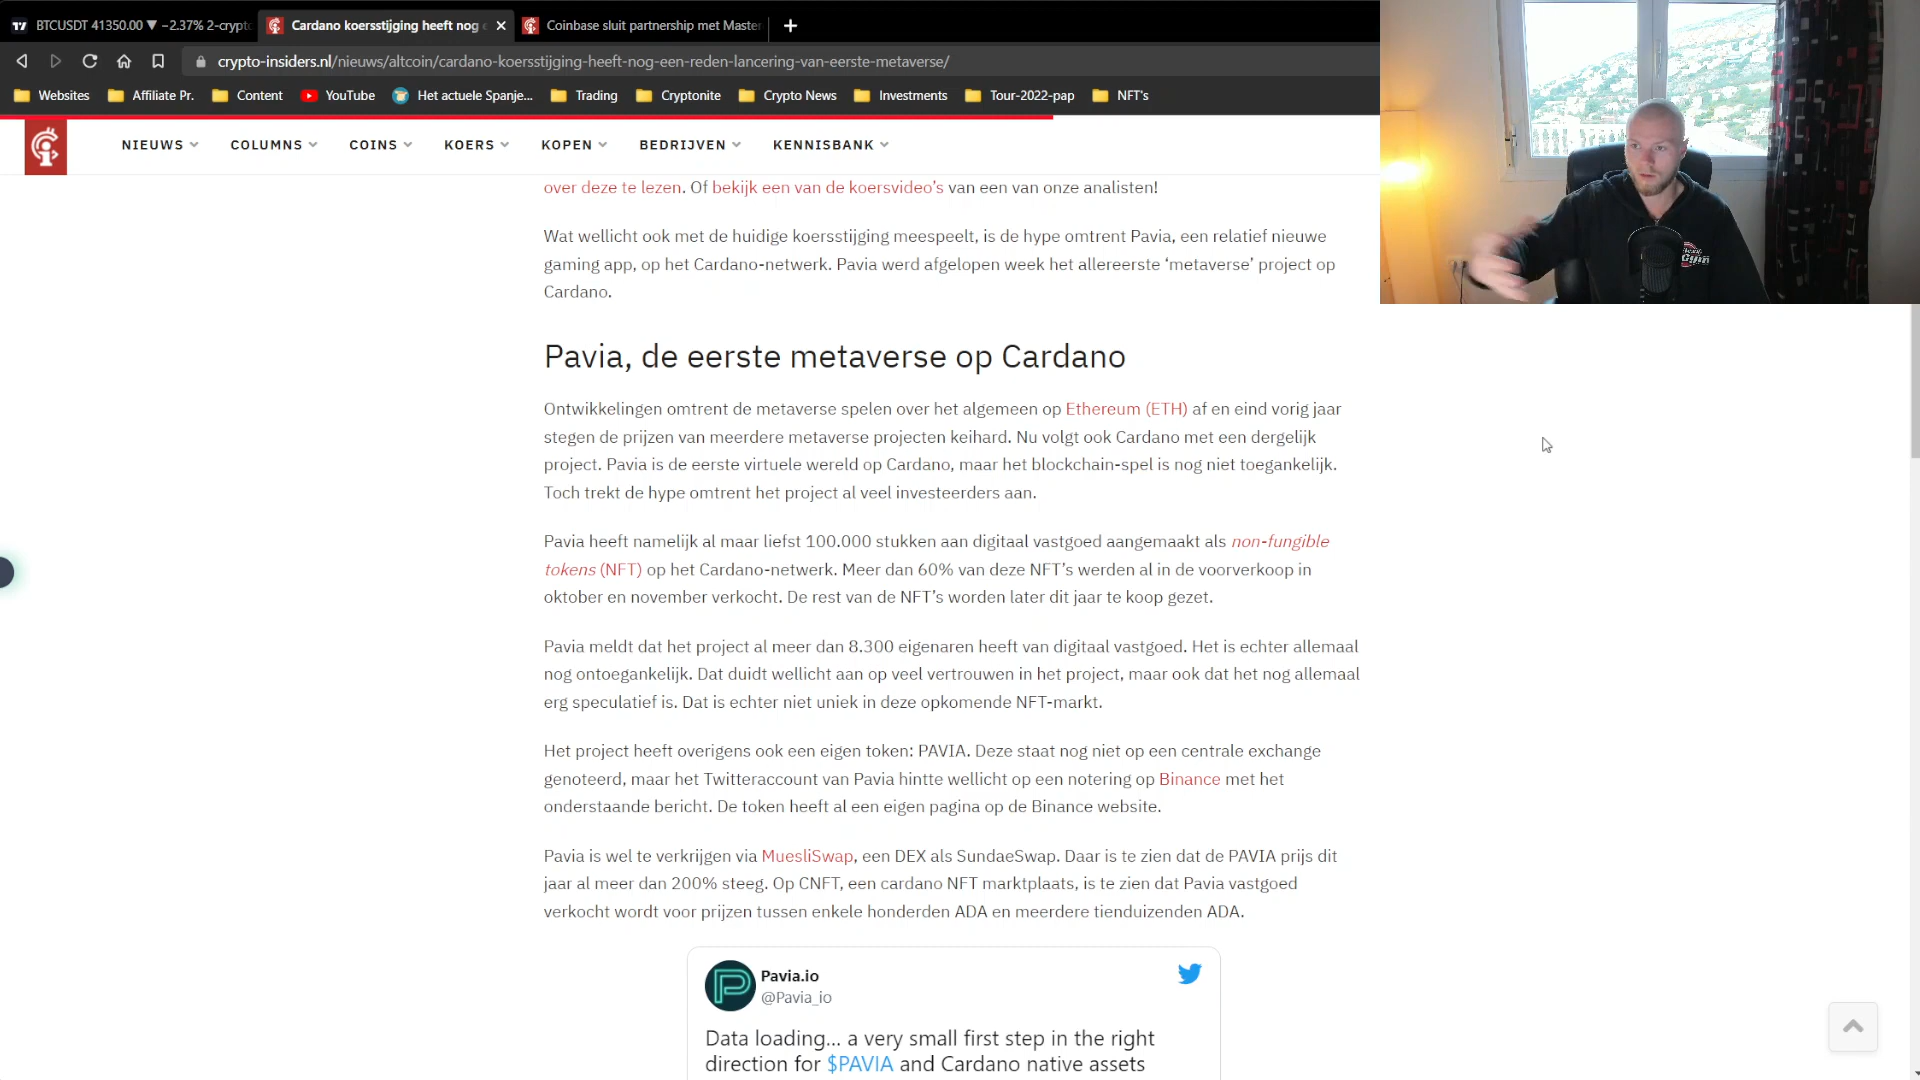 BTCUSDT 41350.00 ▼ −2.37% 2-crypto
Cardano koersstijging heeft nog
Coinbase sluit partnership met Master
crypto-insiders.nl/nieuws/altcoin/cardano-koersstijging-heeft-nog-een-reden-lancering-van-eerste-metaverse/
Websites
Affiliate Pr.
Content
YouTube
Het actuele Spanje...
Trading
Cryptonite
Crypto News
Investments
Tour-2022-pap
NFT's
NIEUWS
COLUMNS
COINS
KOERS
KOPEN
BEDRIJVEN
KENNISBANK
over deze te lezen. Of bekijk een van de koersvideo’s van een van onze analisten!
Wat wellicht ook met de huidige koersstijging meespeelt, is de hype omtrent Pavia, een relatief nieuwe
gaming app, op het Cardano-netwerk. Pavia werd afgelopen week het allereerste ‘metaverse’ project op
Cardano.
Pavia, de eerste metaverse op Cardano
Ontwikkelingen omtrent de metaverse spelen over het algemeen op Ethereum (ETH) af en eind vorig jaar
stegen de prijzen van meerdere metaverse projecten keihard. Nu volgt ook Cardano met een dergelijk
project. Pavia is de eerste virtuele wereld op Cardano, maar het blockchain-spel is nog niet toegankelijk.
Toch trekt de hype omtrent het project al veel investeerders aan.
Pavia heeft namelijk al maar liefst 100.000 stukken aan digitaal vastgoed aangemaakt als non-fungible
tokens (NFT) op het Cardano-netwerk. Meer dan 60% van deze NFT’s werden al in de voorverkoop in
oktober en november verkocht. De rest van de NFT’s worden later dit jaar te koop gezet.
Pavia meldt dat het project al meer dan 8.300 eigenaren heeft van digitaal vastgoed. Het is echter allemaal
nog ontoegankelijk. Dat duidt wellicht aan op veel vertrouwen in het project, maar ook dat het nog allemaal
erg speculatief is. Dat is echter niet uniek in deze opkomende NFT-markt.
Het project heeft overigens ook een eigen token: PAVIA. Deze staat nog niet op een centrale exchange
genoteerd, maar het Twitteraccount van Pavia hintte wellicht op een notering op Binance met het
onderstaande bericht. De token heeft al een eigen pagina op de Binance website.
Pavia is wel te verkrijgen via MuesliSwap, een DEX als SundaeSwap. Daar is te zien dat de PAVIA prijs dit
jaar al meer dan 200% steeg. Op CNFT, een cardano NFT marktplaats, is te zien dat Pavia vastgoed
verkocht wordt voor prijzen tussen enkele honderden ADA en meerdere tienduizenden ADA.
Pavia.io
@Pavia_io
Data loading... a very small first step in the right
direction for $PAVIA and Cardano native assets